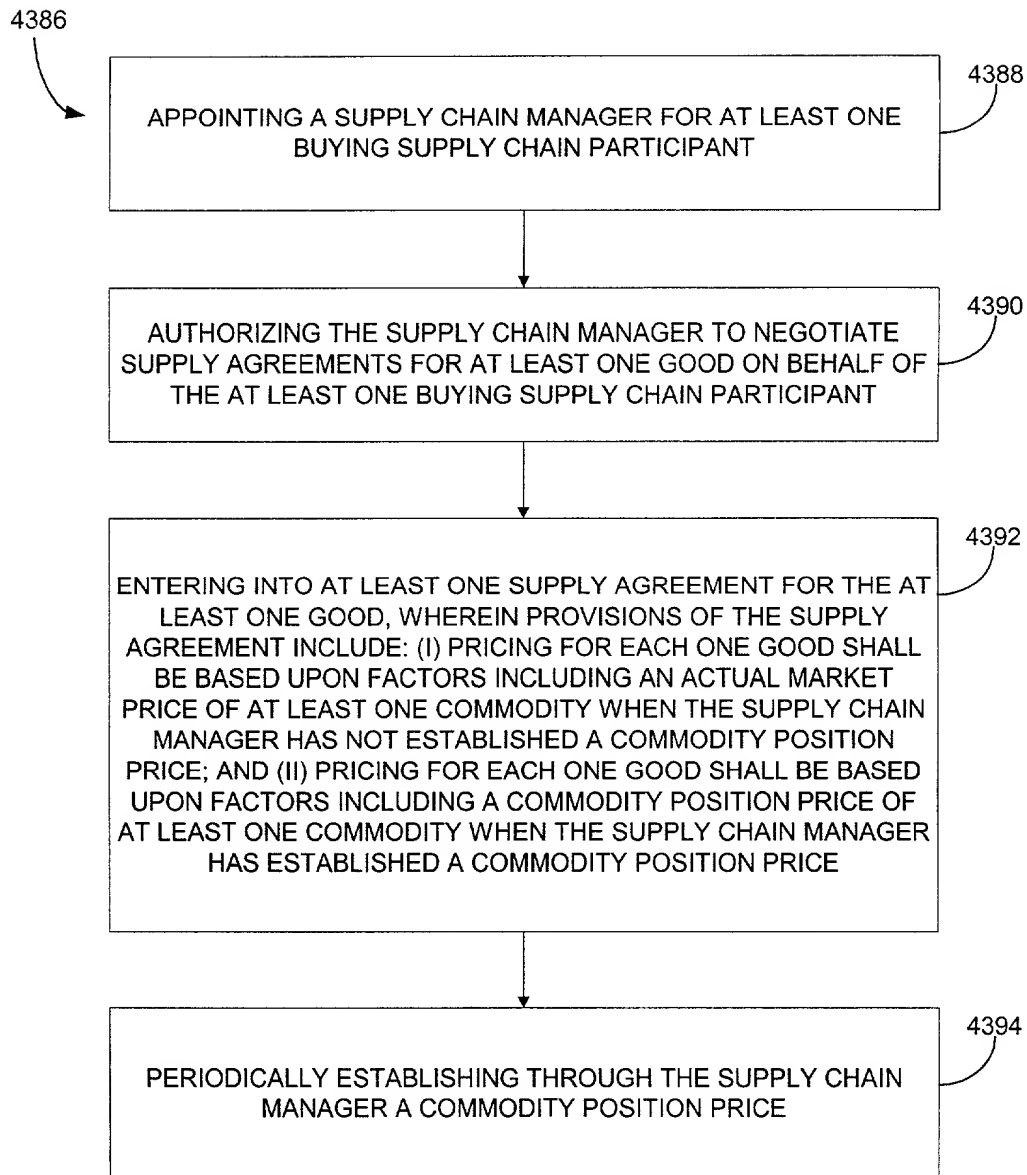 4386
4388
APPOINTING A SUPPLY CHAIN MANAGER FOR AT LEAST ONE
BUYING SUPPLY CHAIN PARTICIPANT
4390
AUTHORIZING THE SUPPLY CHAIN MANAGER TO NEGOTIATE
SUPPLY AGREEMENTS FOR AT LEAST ONE GOOD ON BEHALF OF
THE AT LEAST ONE BUYING SUPPLY CHAIN PARTICIPANT
4392
ENTERING INTO AT LEAST ONE SUPPLY AGREEMENT FOR THE AT
LEAST ONE GOOD, WHEREIN PROVISIONS OF THE SUPPLY
AGREEMENT INCLUDE: (I) PRICING FOR EACH ONE GOOD SHALL
BE BASED UPON FACTORS INCLUDING AN ACTUAL MARKET
PRICE OF AT LEAST ONE COMMODITY WHEN THE SUPPLY CHAIN
MANAGER HAS NOT ESTABLISHED A COMMODITY POSITION
PRICE; AND (II) PRICING FOR EACH ONE GOOD SHALL BE BASED
UPON FACTORS INCLUDING A COMMODITY POSITION PRICE OF
AT LEAST ONE COMMODITY WHEN THE SUPPLY CHAIN MANAGER
HAS ESTABLISHED A COMMODITY POSITION PRICE
4394
PERIODICALLY ESTABLISHING THROUGH THE SUPPLY CHAIN
MANAGER A COMMODITY POSITION PRICE